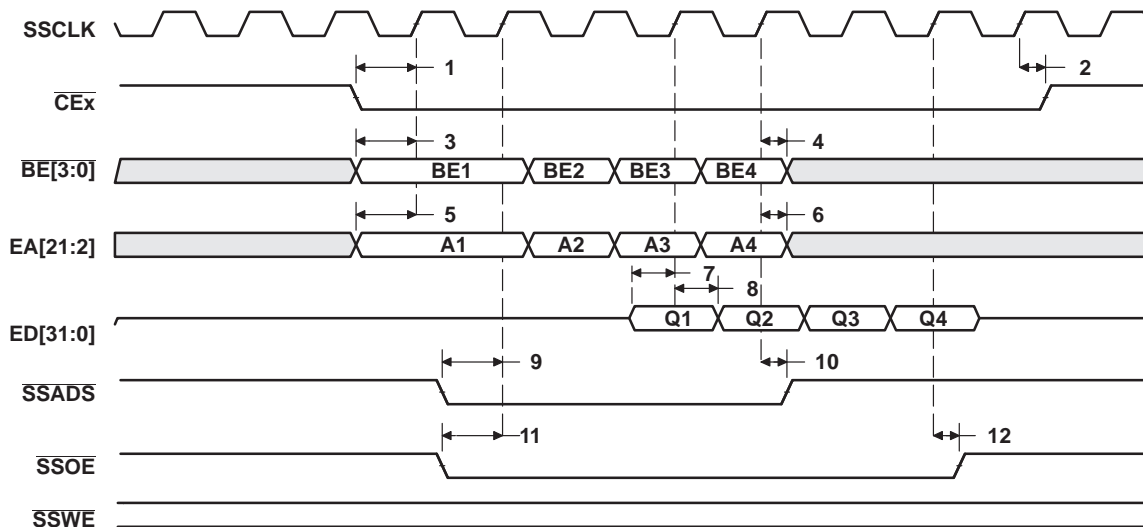 SSCLK
1 2
CEx
3 4
BE[3:0] BE1 BE2 BE3 BE4
5 6
EA[21:2] A1 A2 A3 A4
7
8
ED[31:0] Q1 Q2 Q3 Q4
9 10
SSADS
11 12
SSOE
SSWE